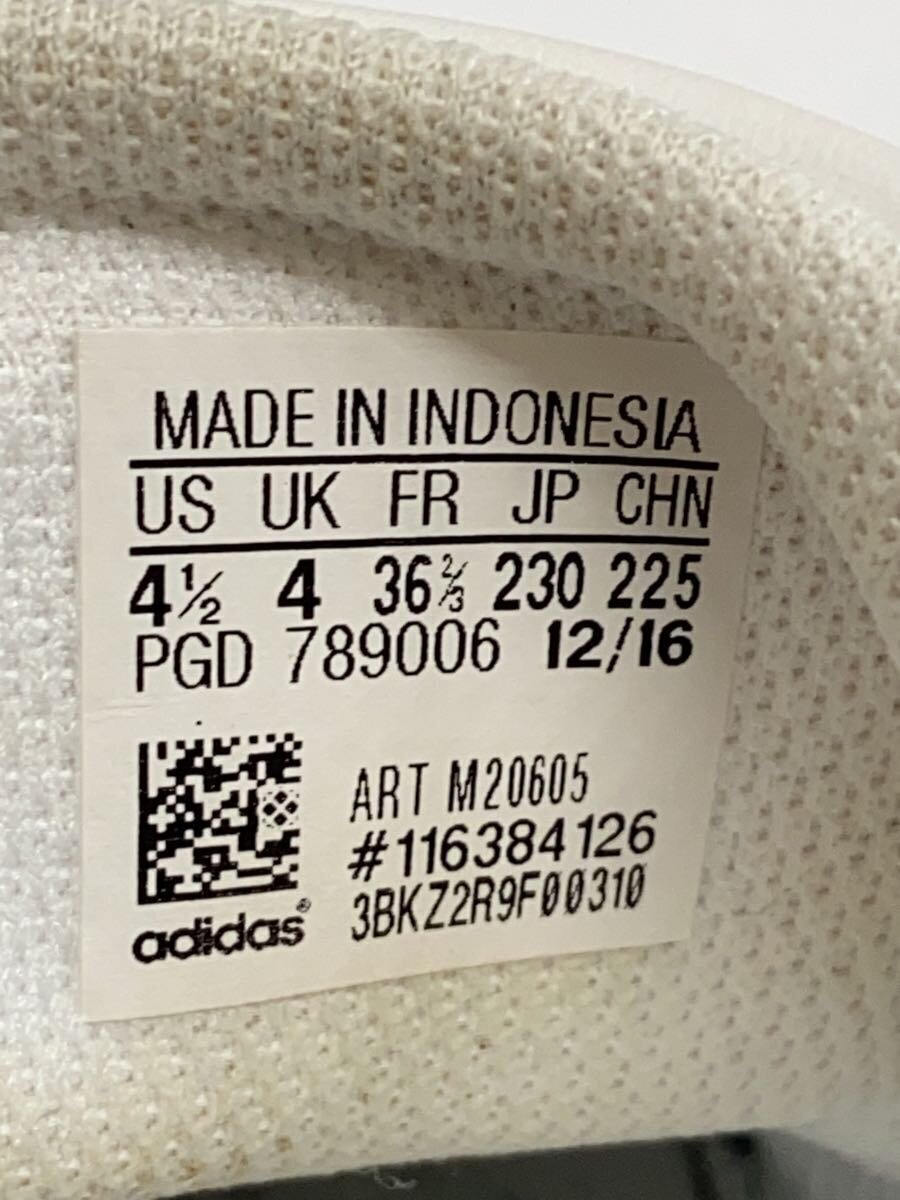 MADE IN INDONESIA
US UK FR JP CHN
4½ 4 36⅔ 230 225
PGD 789006 12/16
ART M20605
#116384126
3BKZ2R9F00310
adidas®